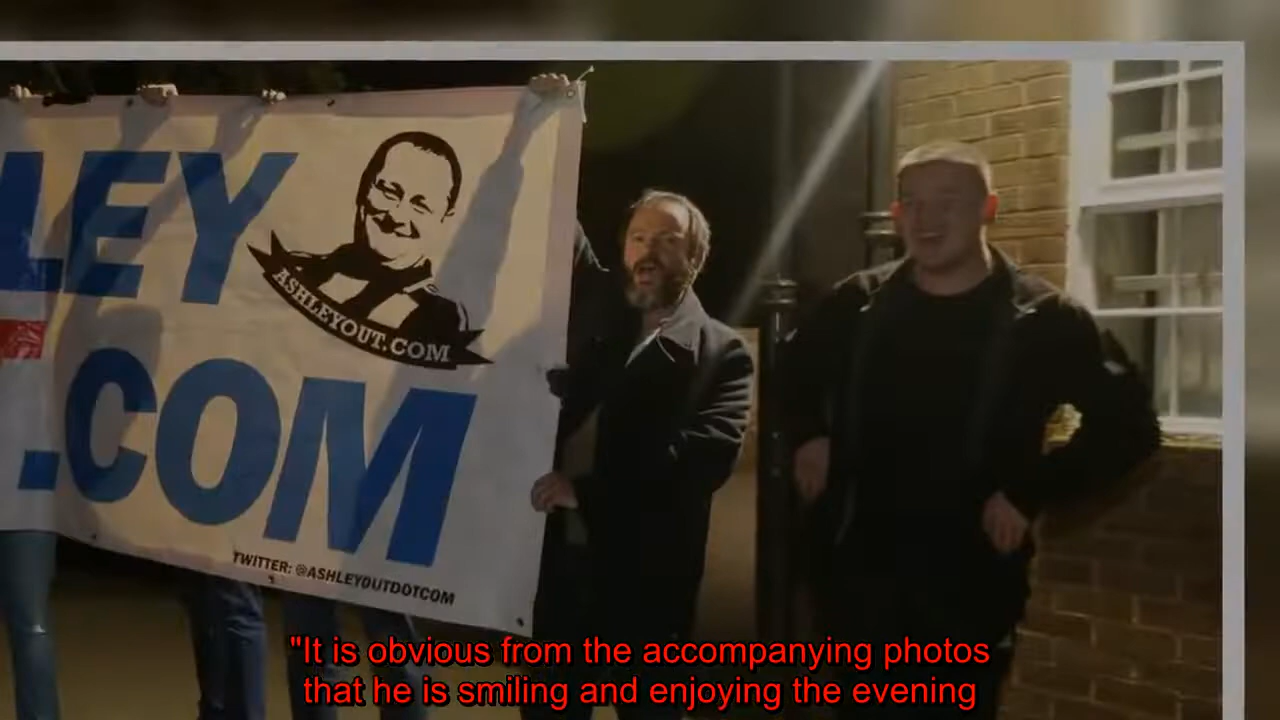 LEY
ASHLEYOUT.COM
.COM
TWITTER: @ASHLEYOUTDOTCOM
"It is obvious from the accompanying photos
that he is smiling and enjoying the evening